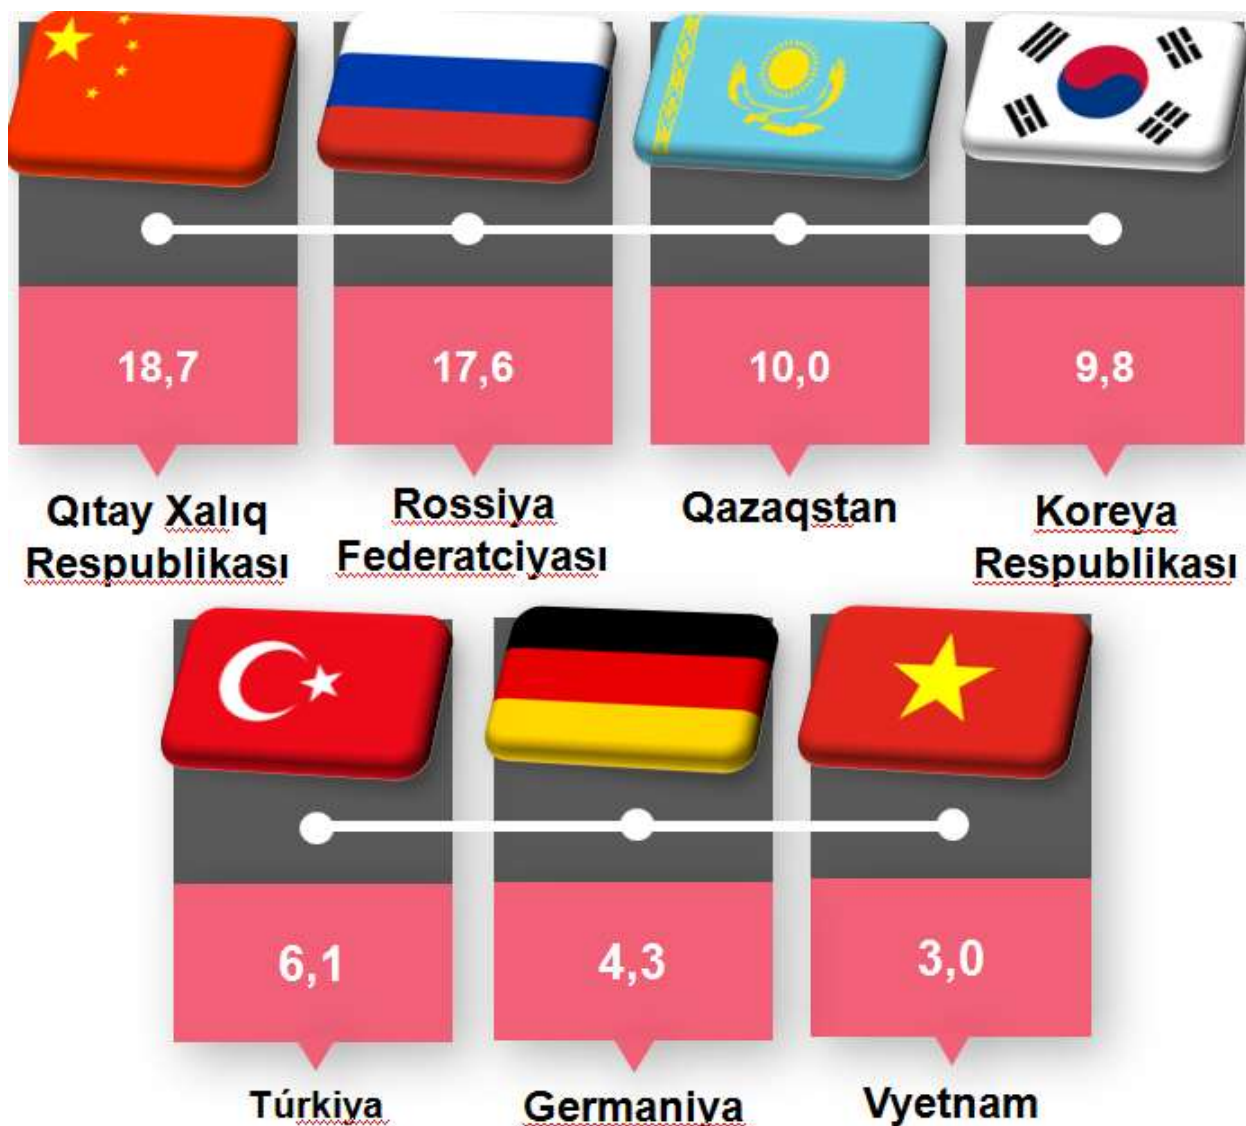 18,7
17,6
10,0
9,8
Qıtay Xalıq
Respublikası
Rossiya
Federatciyası
Qazaqstan
Koreya
Respublikası
6,1
4,3
3,0
Túrkiya
Germaniya
Vyetnam